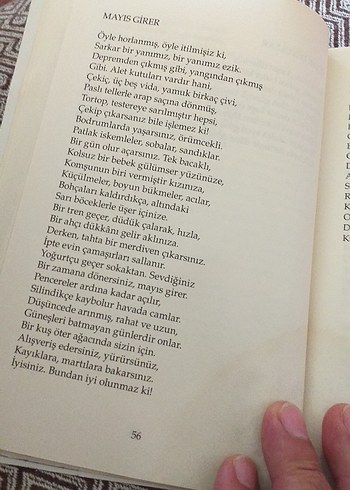 MAYIS GİRER
Öyle horlanmış, öyle itilmişiz ki,
Sarkar bir yanımız, bir yanımız ezik.
Depremden çıkmış gibi, yangından çıkmış
Gibi. Alet kutuları vardır hani,
Çekiç, üç beş vida, yamuk birkaç çivi,
Paslı tellerle arap saçına dönmüş,
Tortop, testereye sarılmıştır hepsi,
Çekip çıkarsanız bile işlemez ki!
Bodrumlarda yaşarsınız, örümcekli.
Patlak iskemleler, sobalar, sandıklar.
Bir gün olur açarsınız. Tek bacaklı,
Kolsuz bir bebek gülümser yüzünüze,
Komşunun biri vermiştir kızınıza,
Küçülmeler, boyun bükmeler, acılar,
Bohçaları kaldırdıkça, altındaki
Sarı böceklerle üşer içinize.
Bir tren geçer, düdük çalarak, hızla,
Bir ahçı dükkânı gelir aklınıza.
Derken, tahta bir merdiven çıkarsınız.
İpte evin çamaşırları sallanır.
Yoğurtçu geçer sokaktan. Sevdiğiniz
Bir zamana dönersiniz, mayıs girer.
Pencereler ardına kadar açılır,
Silindikçe kaybolur havada camlar.
Düşüncede arınmış, rahat ve uzun,
Güneşleri batmayan günlerdir onlar.
Bir kuş öter ağacında sizin için.
Alışveriş edersiniz, yürürsünüz,
Kayıklara, martılara bakarsınız.
İyisiniz. Bundan iyi olunmaz ki!
56